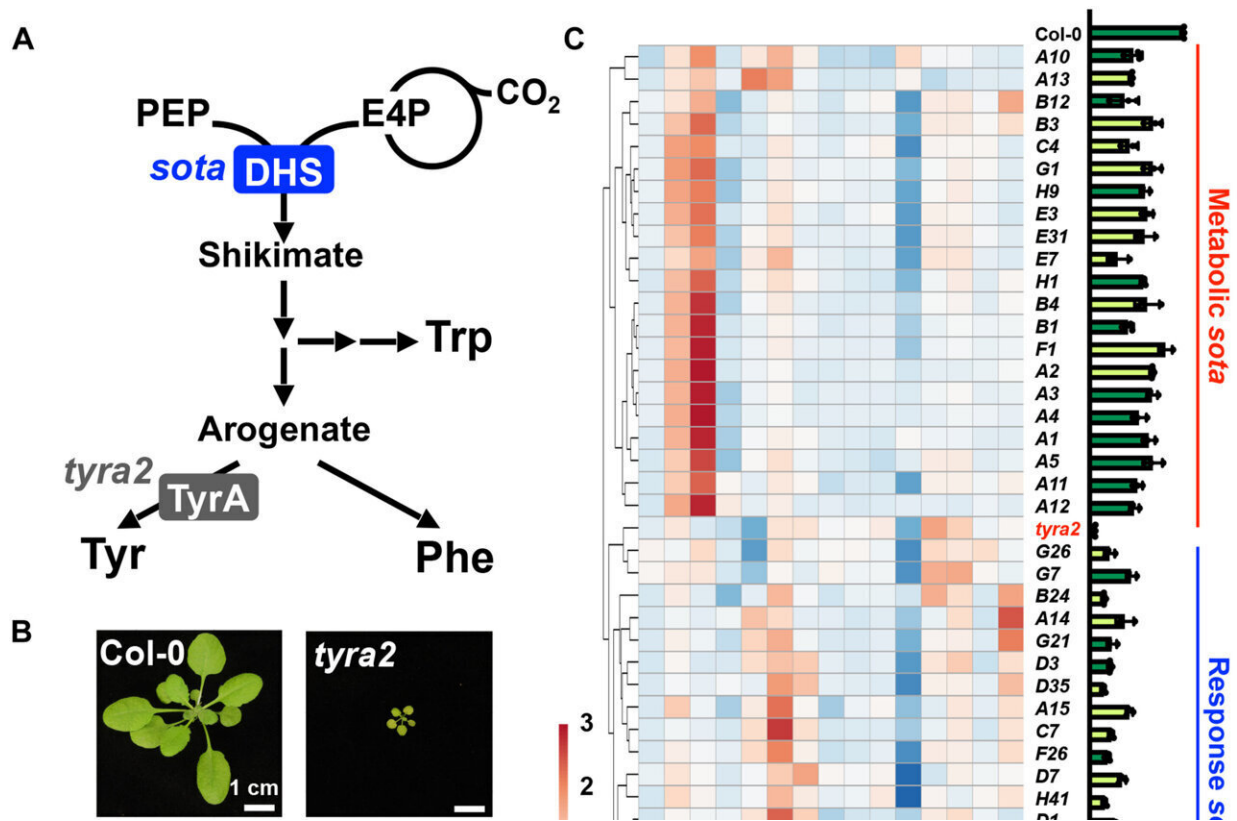 A
PEP
E4P
CO2
sota DHS
Shikimate
Trp
Arogenate
tyra2
TyrA
Tyr
Phe
B
Col-0
1 cm
tyra2
C
3
2
Col-0
A10
A13
B12
B3
C4
G1
H9
E3
E31
E7
H1
B4
B1
F1
A2
A3
A4
A1
A5
A11
A12
tyra2
G26
G7
B24
A14
G21
D3
D35
A15
C7
F26
D7
H41
D1
Metabolic sota
Response